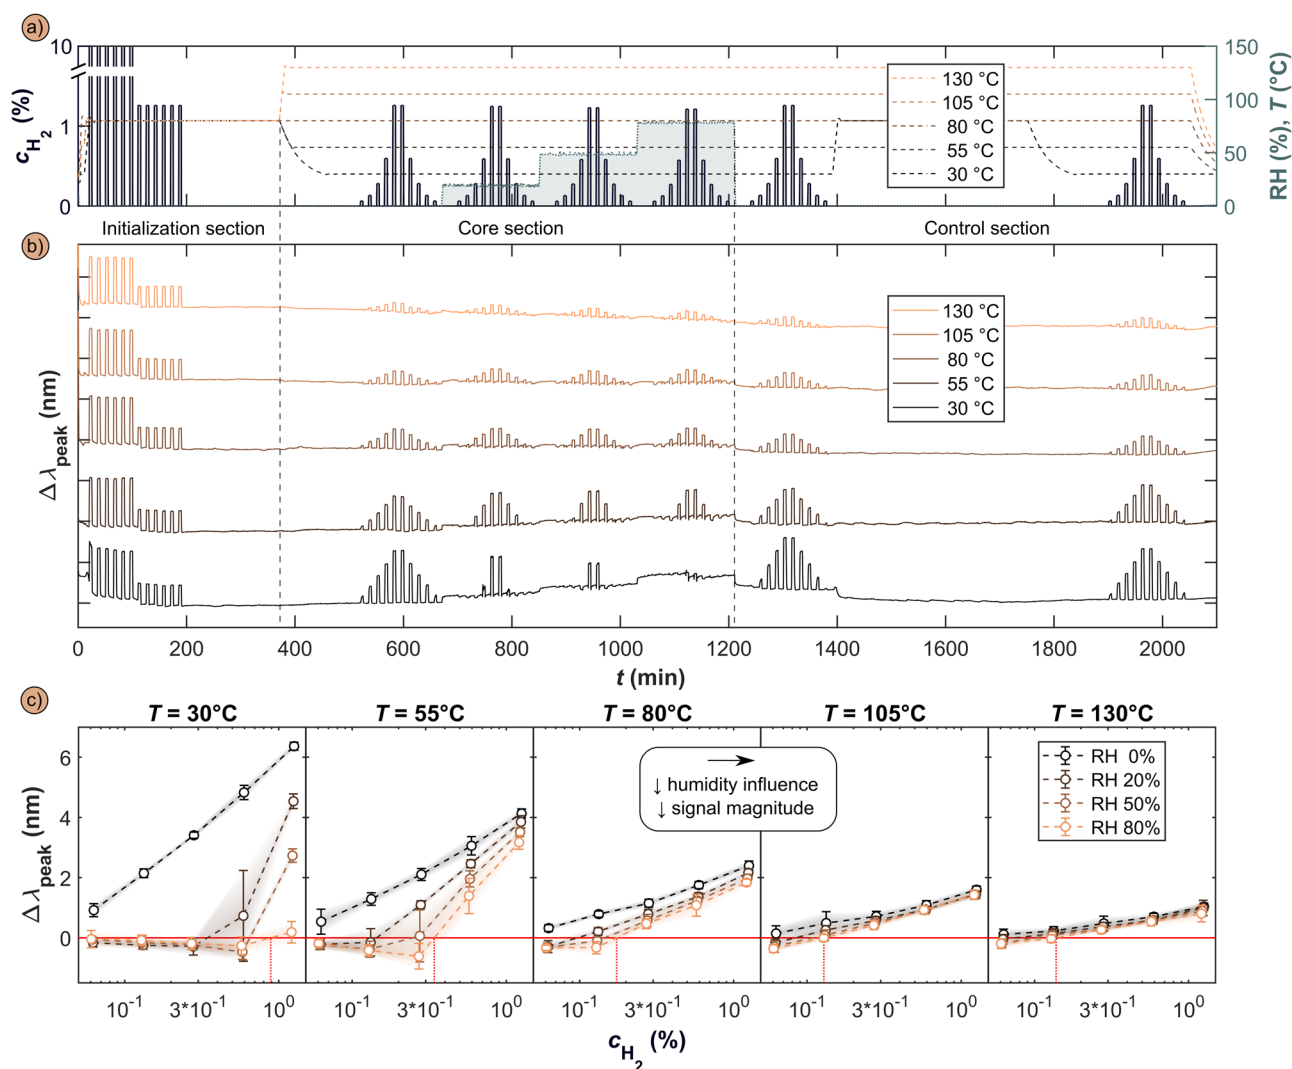 a)
10
1
0
c_H2 (%)
150
100
50
0
RH (%), T (°C)
130 °C
105 °C
80 °C
55 °C
30 °C
Initialization section
Core section
Control section
b)
130 °C
105 °C
80 °C
55 °C
30 °C
Δλpeak (nm)
0
200
400
600
800
1000
1200
1400
1600
1800
2000
t (min)
c)
T = 30°C
T = 55°C
T = 80°C
T = 105°C
T = 130°C
6
4
2
0
Δλpeak (nm)
↓ humidity influence
↓ signal magnitude
RH 0%
RH 20%
RH 50%
RH 80%
10^-1 3*10^-1 10^0
10^-1 3*10^-1 10^0
10^-1 3*10^-1 10^0
10^-1 3*10^-1 10^0
10^-1 3*10^-1 10^0
c_H2 (%)